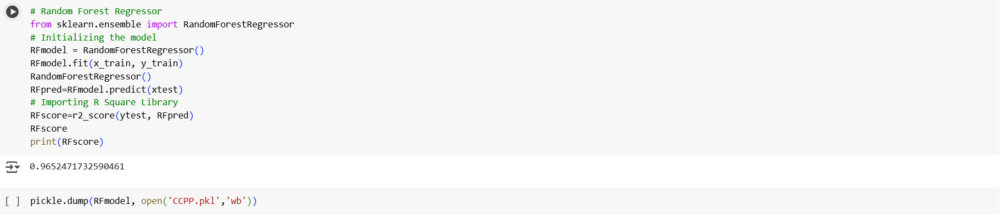 # Random Forest Regressor
from sklearn.ensemble import RandomForestRegressor
# Initializing the model
RFmodel = RandomForestRegressor()
RFmodel.fit(x_train, y_train)
RandomForestRegressor()
RFpred=RFmodel.predict(xtest)
# Importing R Square Library
RFscore=r2_score(ytest, RFpred)
RFscore
print(RFscore)
0.9652471732590461
[ ] pickle.dump(RFmodel, open('CCPP.pkl','wb'))